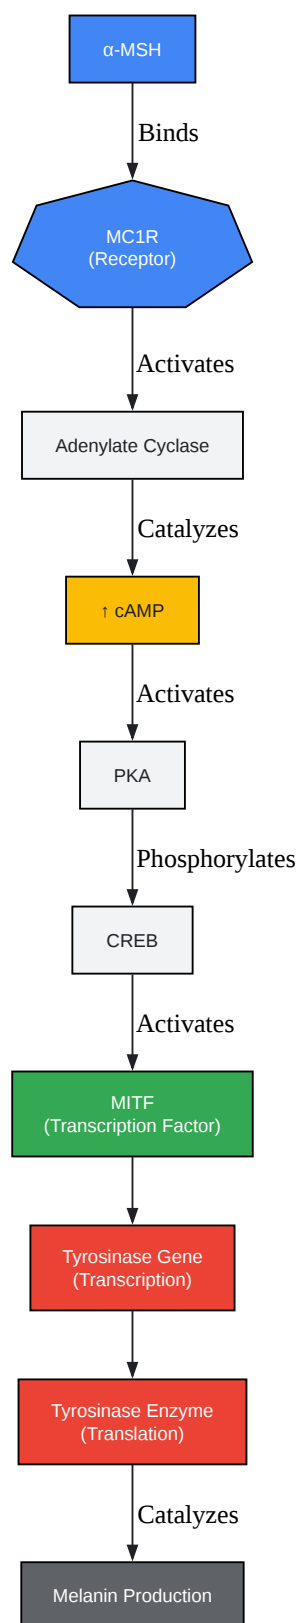 α-MSH
Binds
MC1R
(Receptor)
Activates
Adenylate Cyclase
Catalyzes
↑ cAMP
Activates
PKA
Phosphorylates
CREB
Activates
MITF
(Transcription Factor)
Tyrosinase Gene
(Transcription)
Tyrosinase Enzyme
(Translation)
Catalyzes
Melanin Production